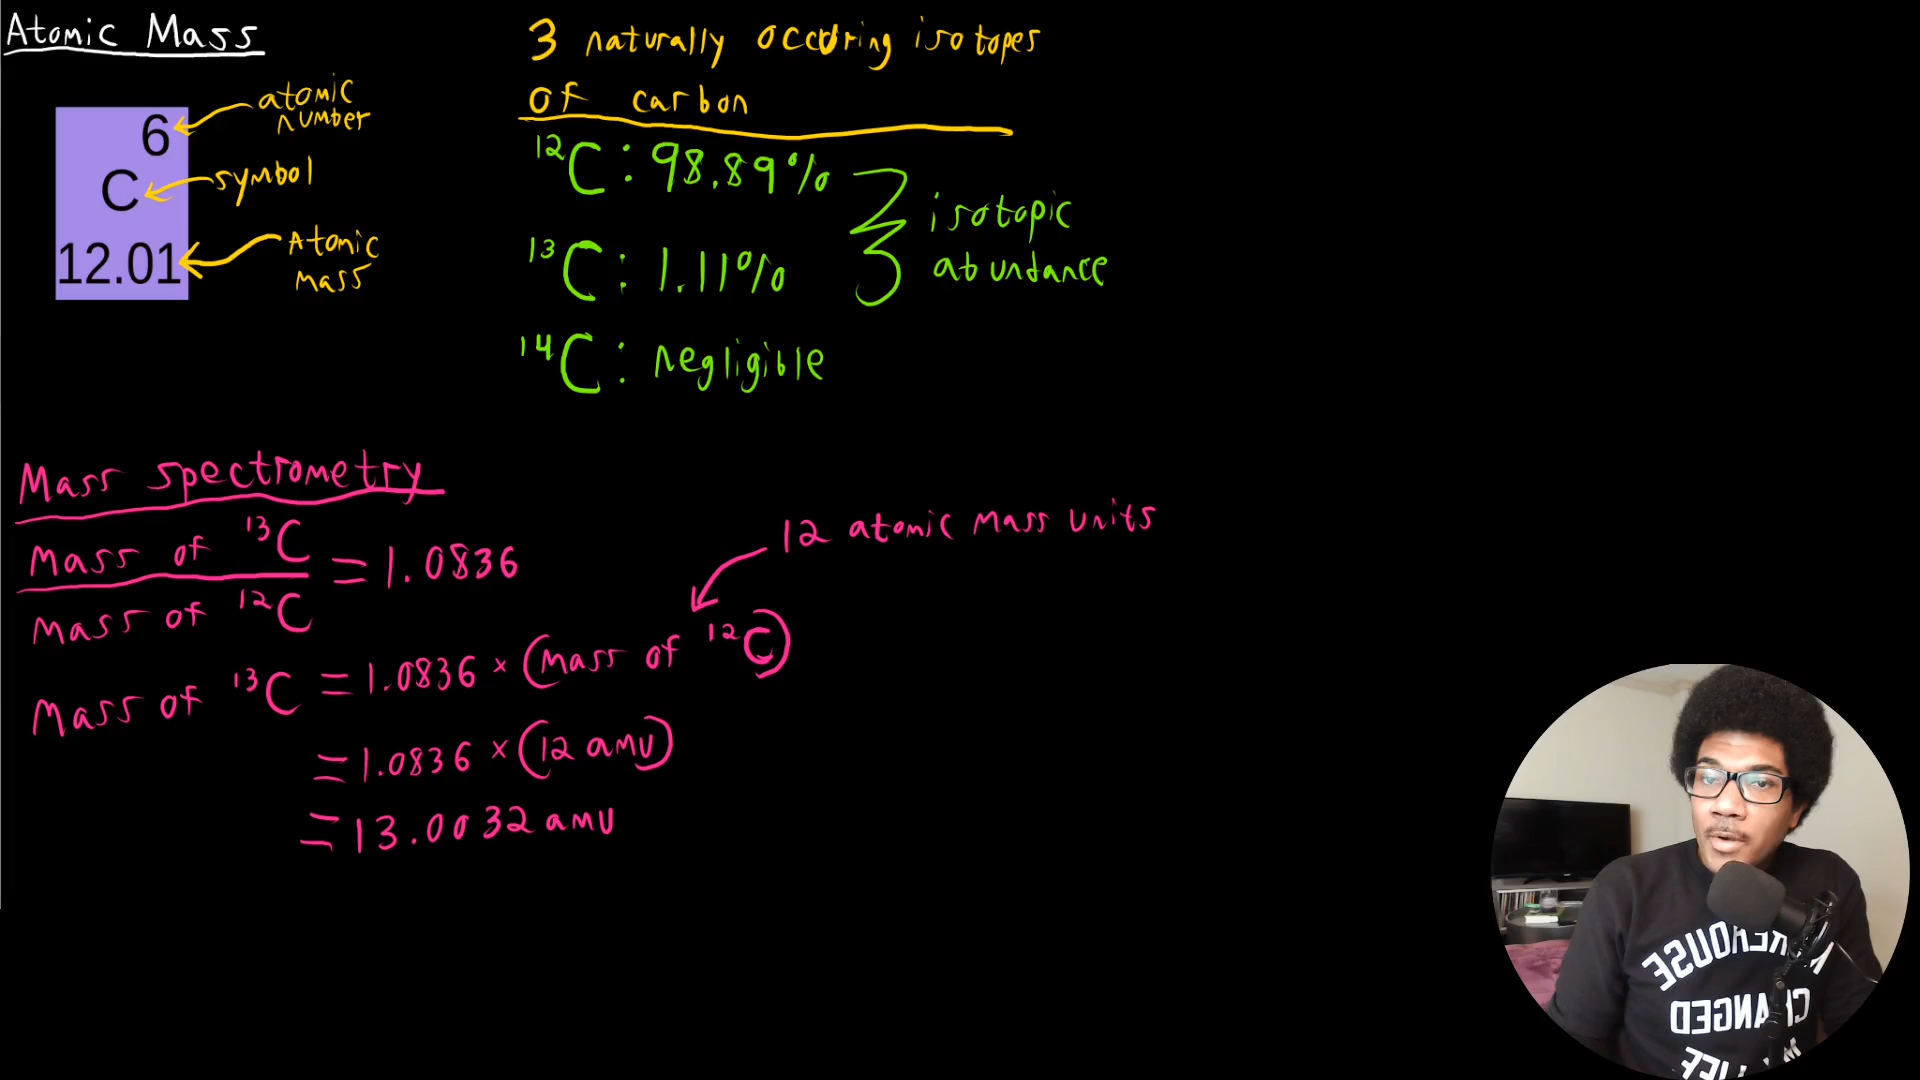 Atomic Mass
6
C
12.01
atomic
number
symbol
Atomic
mass
3 naturally occuring isotopes
of carbon
¹²C: 98.89%
¹³C: 1.11%
¹⁴C: negligible
isotopic
abundance
Mass spectrometry
Mass of ¹³C
Mass of ¹²C
= 1.0836
12 atomic mass units
Mass of ¹³C = 1.0836 × (Mass of ¹²C)
= 1.0836 × (12 amu)
= 13.0032 amu
CHANGED